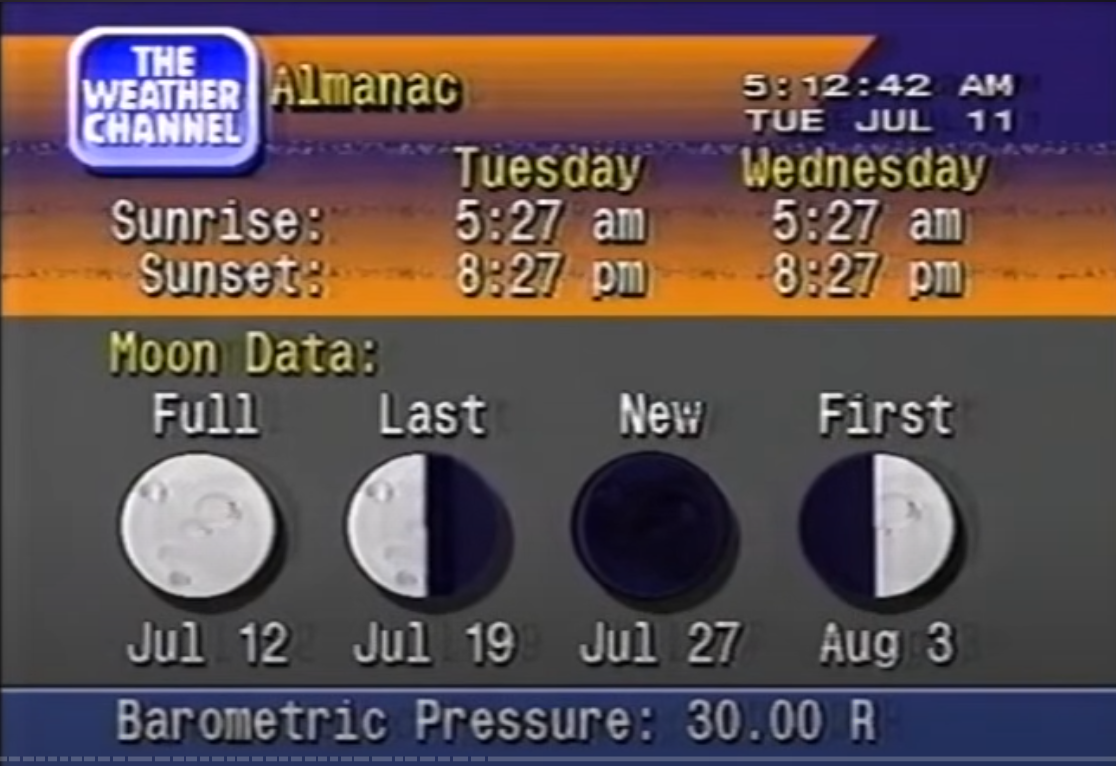 THE
WEATHER
CHANNEL
Almanac
5:12:42 AM
TUE JUL 11
Tuesday Wednesday
Sunrise: 5:27 am 5:27 am
Sunset: 8:27 pm 8:27 pm
Moon Data:
Full Last New First
Jul 12 Jul 19 Jul 27 Aug 3
Barometric Pressure: 30.00 R